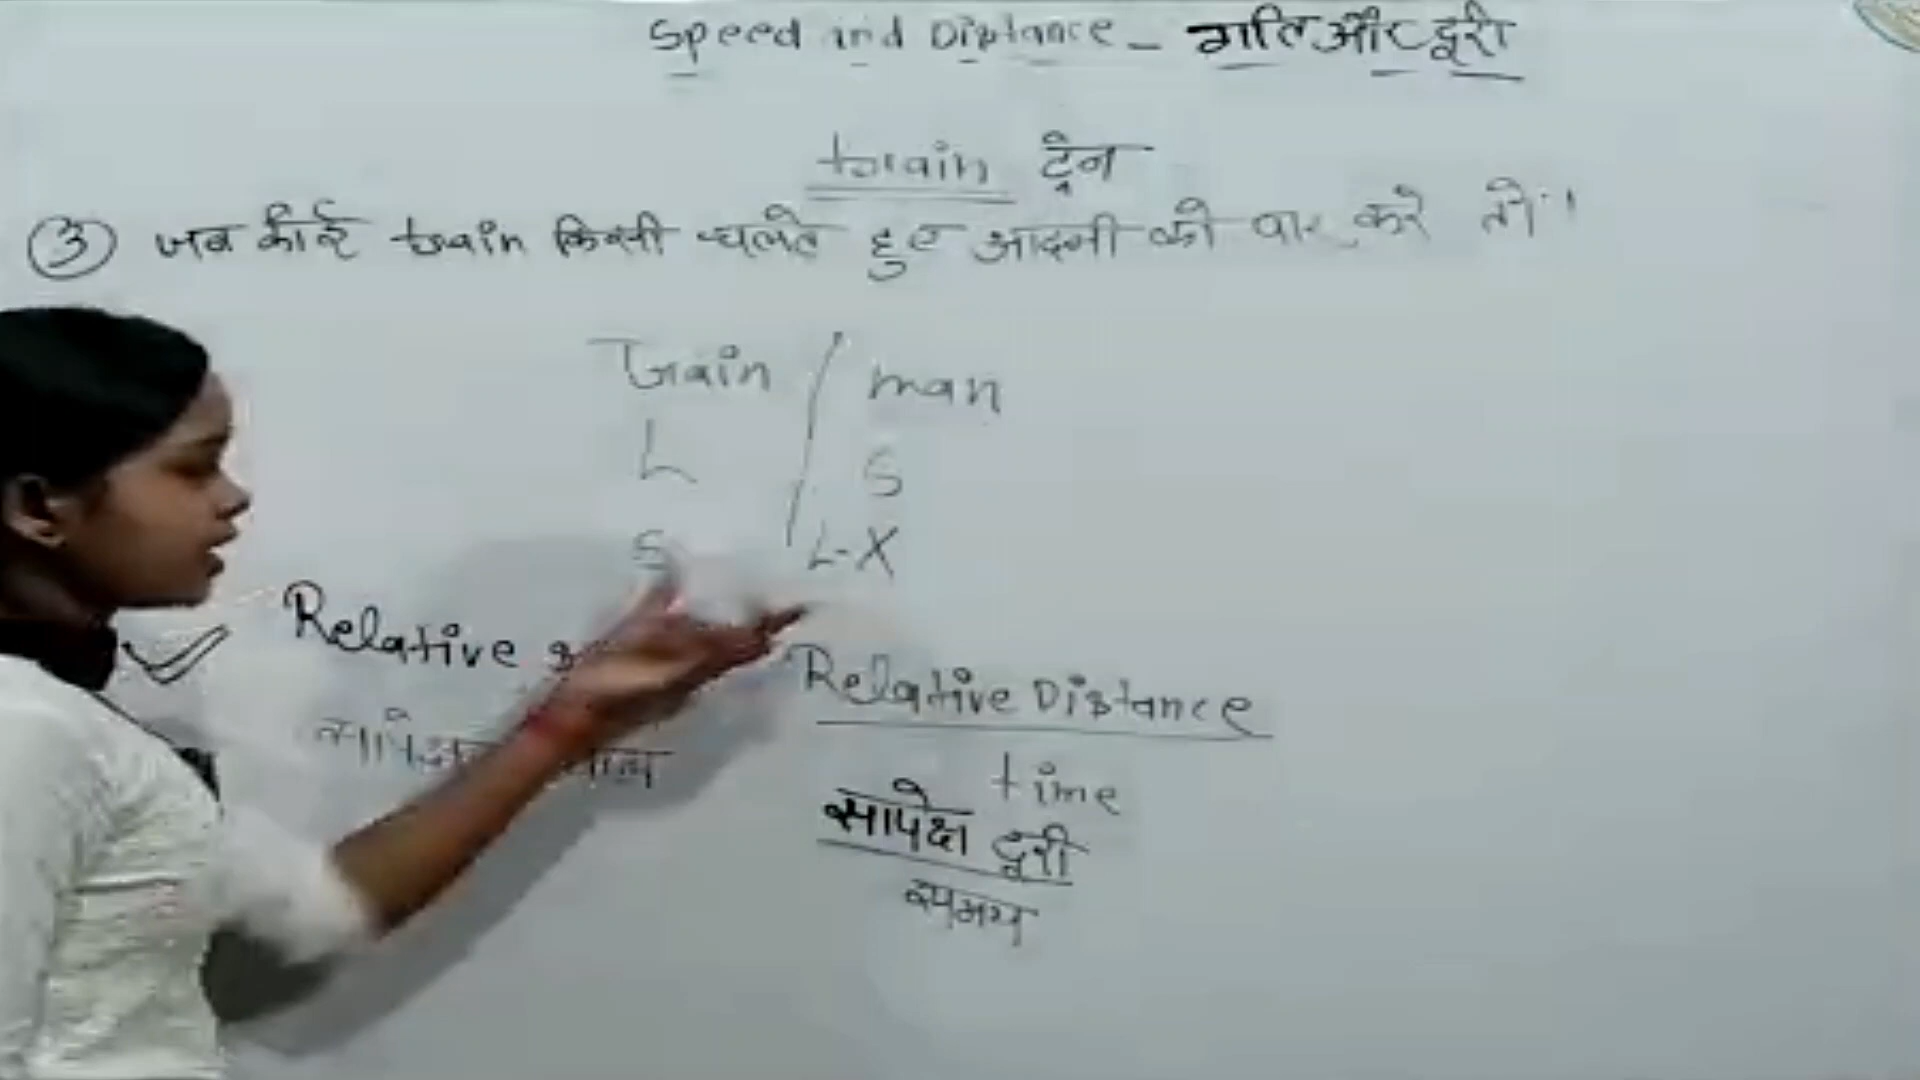 Speed and Distance - गति और दूरी
train ट्रेन
③ जब कोई train किसी चलते हुए आदमी को पार करे तो :-
Train / man
L S
S L-X
Relative
Relative Distance
time
सापेक्ष दूरी
समय